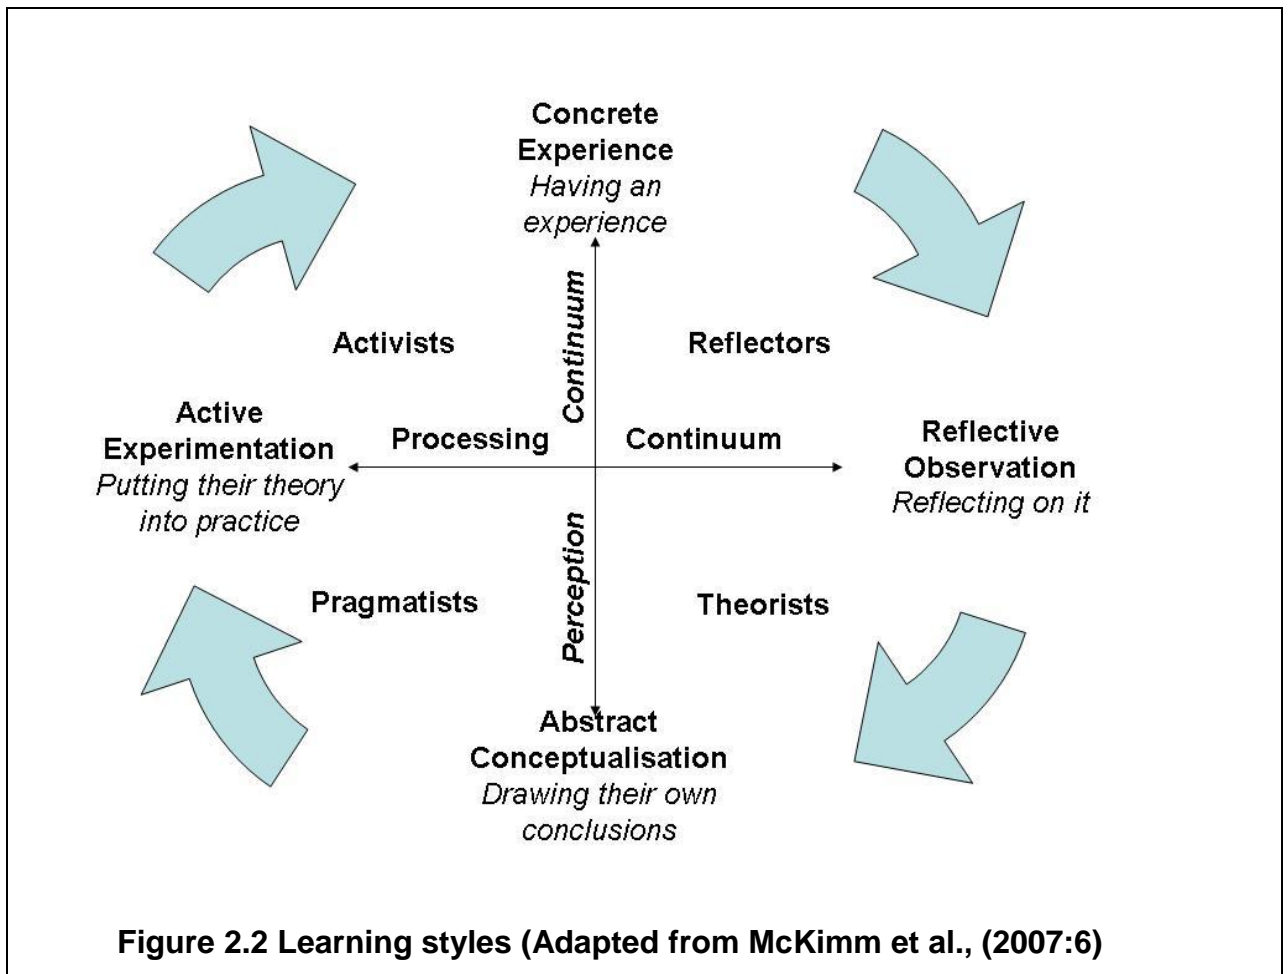 Concrete
Experience
Having an
experience
Continuum
Activists
Reflectors
Active
Experimentation
Putting their theory
into practice
Processing
Continuum
Reflective
Observation
Reflecting on it
Perception
Pragmatists
Theorists
Abstract
Conceptualisation
Drawing their own
conclusions
Figure 2.2 Learning styles (Adapted from McKimm et al., (2007:6)